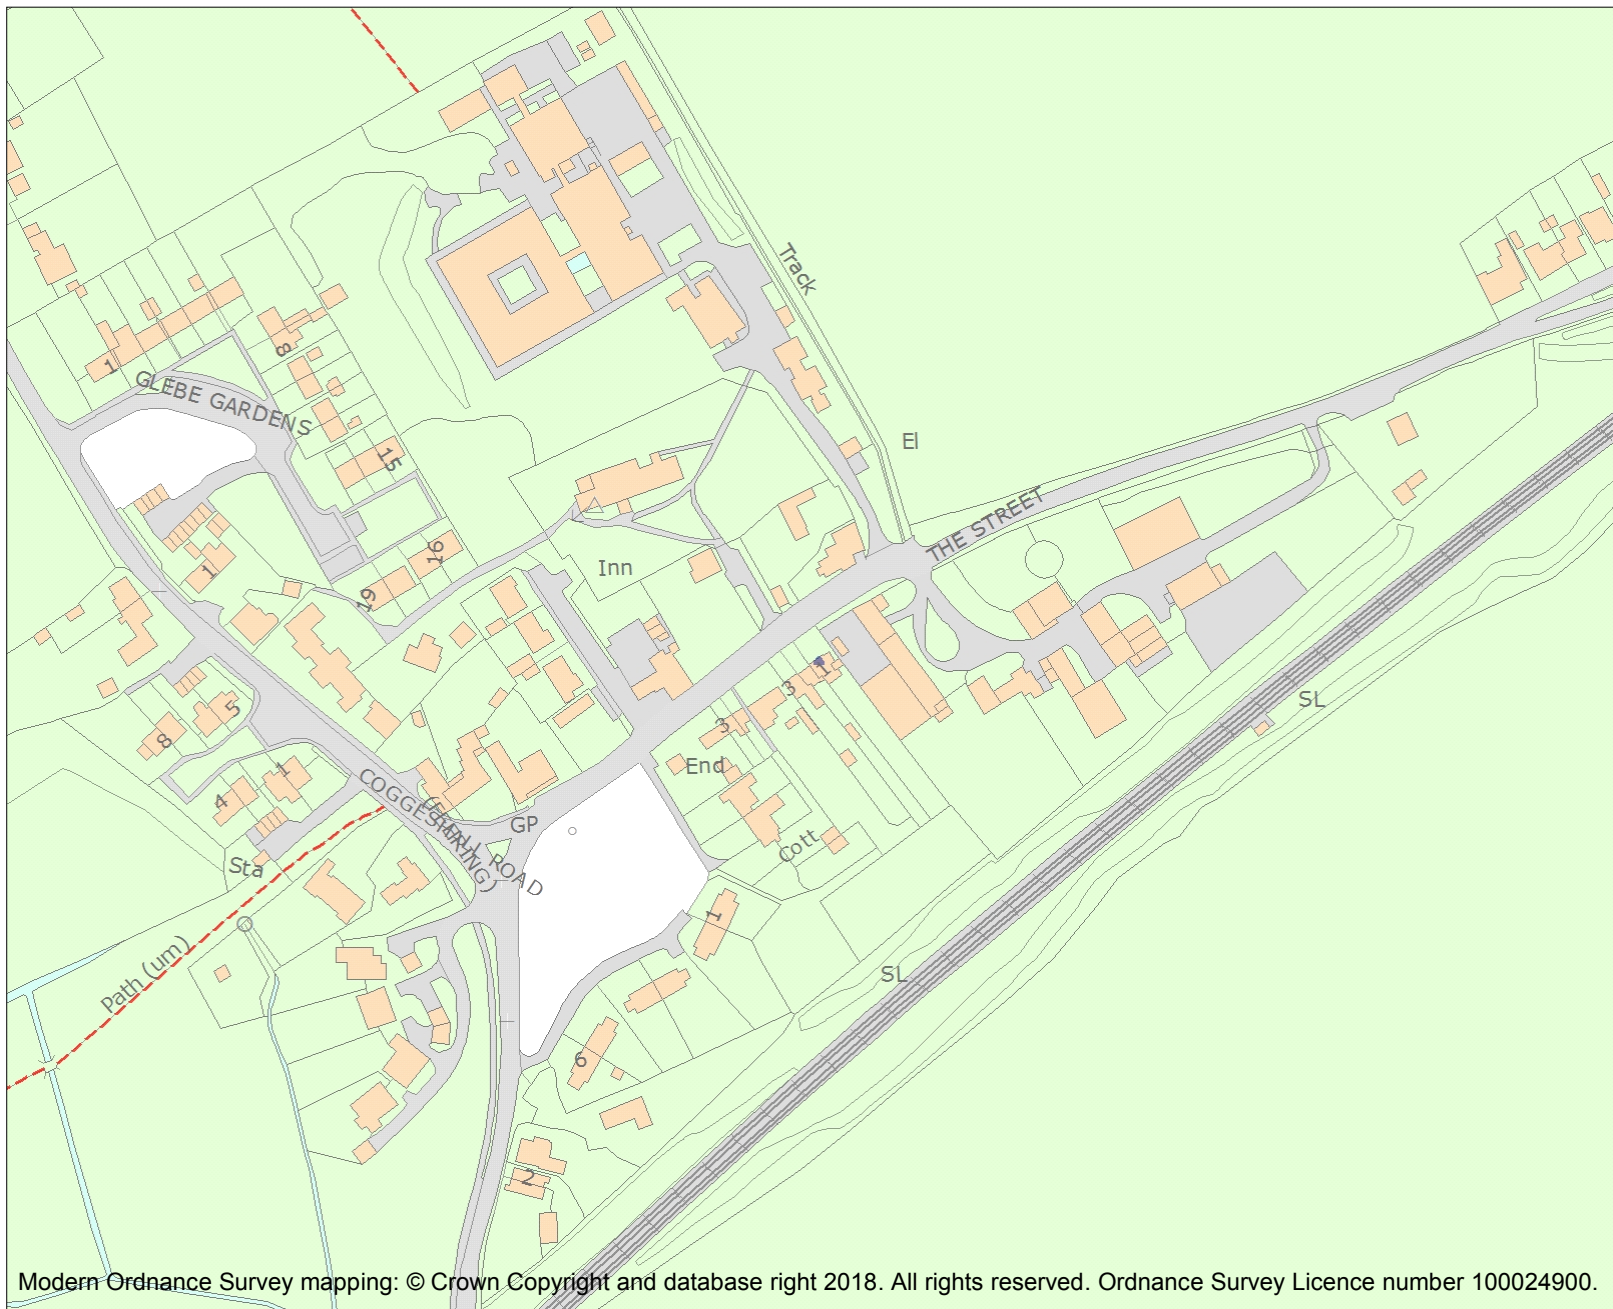 Track
8
1
GLEBE GARDENS
15
El
THE STREET
16
Inn
1
19
1
3
5
3
SL
8
End
1
COGGESHALL ROAD
4
GP
Cott
Sta
1
Path (um)
SL
6
2
Modern Ordnance Survey mapping: © Crown Copyright and database right 2018. All rights reserved. Ordnance Survey Licence number 100024900.